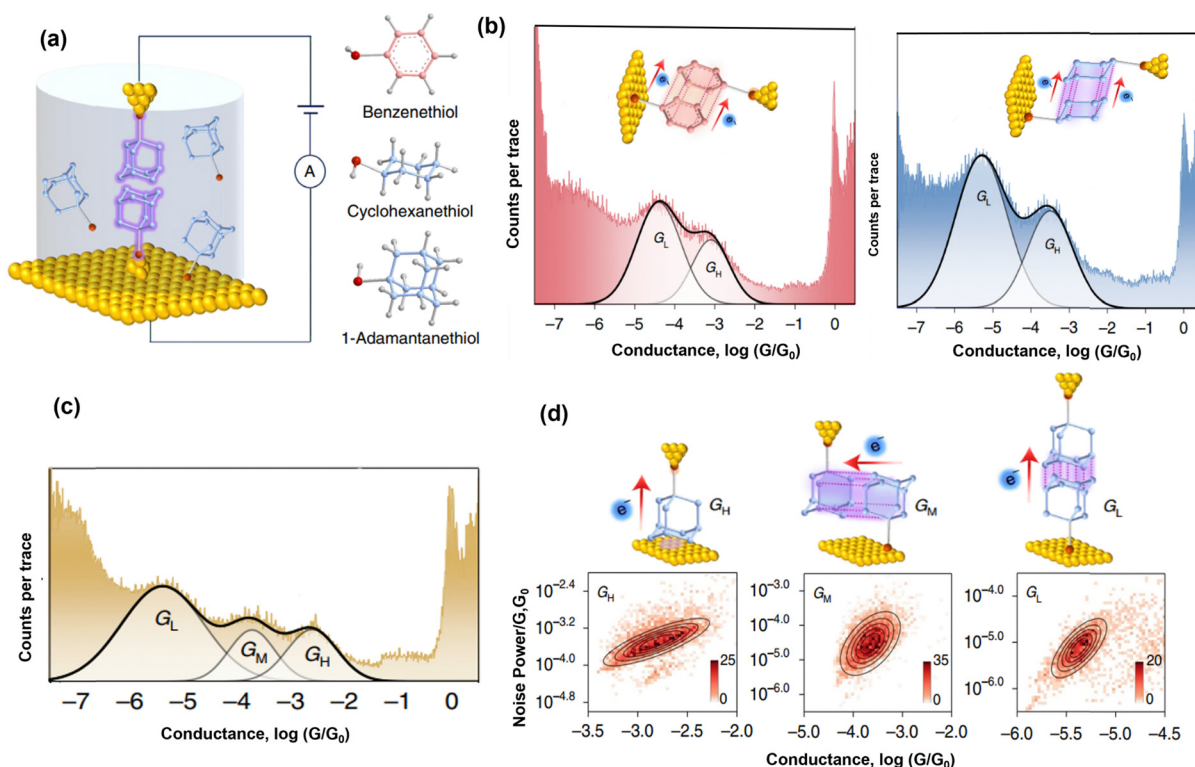 (a)
A
Benzenethiol
Cyclohexanethiol
1-Adamantanethiol
(b)
Counts per trace
e-
e-
G_L
G_H
−7 −6 −5 −4 −3 −2 −1 0
Conductance, log (G/G₀)
Counts per trace
e-
e-
G_L
G_H
−7 −6 −5 −4 −3 −2 −1 0
Conductance, log (G/G₀)
(c)
Counts per trace
G_L
G_M
G_H
−7 −6 −5 −4 −3 −2 −1 0
Conductance, log (G/G₀)
(d)
e-
G_H
e-
G_M
e-
G_L
Noise Power/G,G₀
10^−2.4
10^−3.2
10^−4.0
10^−4.8
G_H
25
0
−3.5 −3.0 −2.5 −2.0
10^−3.0
10^−4.0
10^−5.0
10^−6.0
G_M
35
0
−5.0 −4.0 −3.0 −2.0
10^−4.0
10^−5.0
10^−6.0
G_L
20
0
−6.0 −5.5 −5.0 −4.5
Conductance, log (G/G₀)